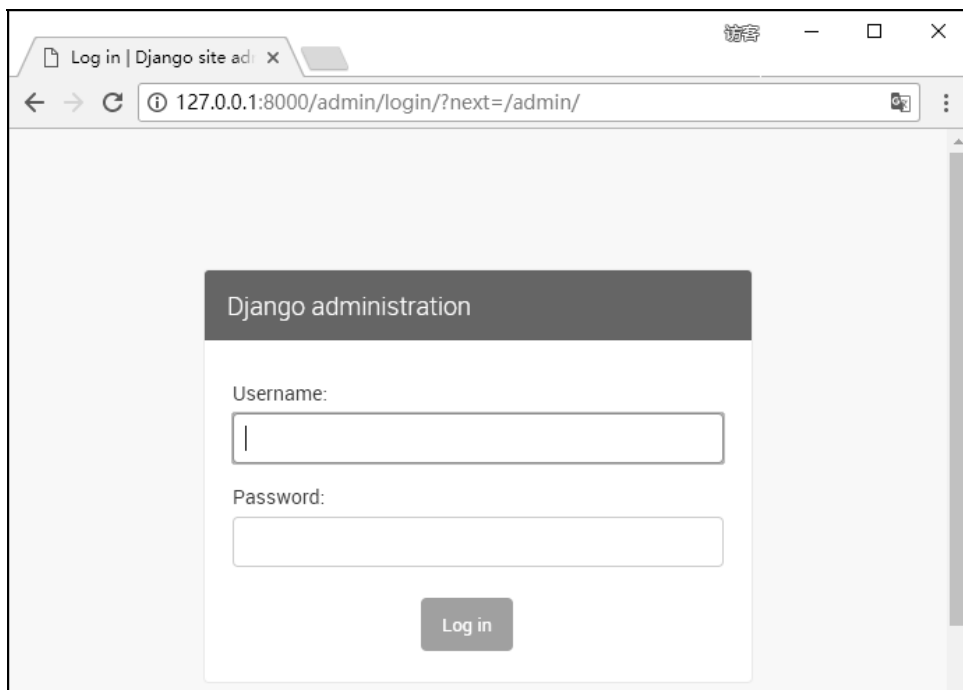 访客
Log in | Django site adr
127.0.0.1:8000/admin/login/?next=/admin/
Django administration
Username:
Password:
Log in